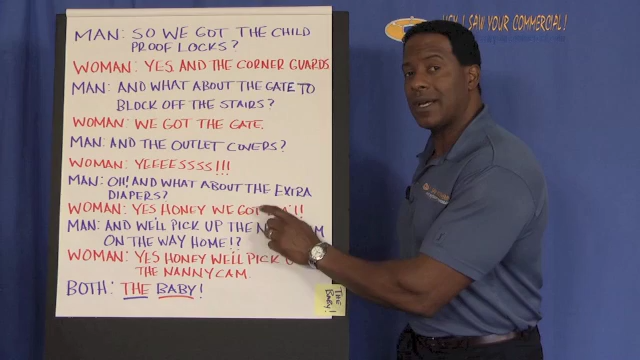 HEY, I SAW YOUR COMMERCIAL!
MAN: SO WE GOT THE CHILD
PROOF LOCKS?
WOMAN: YES, AND THE CORNER GUARDS
MAN: AND WHAT ABOUT THE GATE TO
BLOCK OFF THE STAIRS?
WOMAN: WE GOT THE GATE.
MAN: AND THE OUTLET COVERS?
WOMAN: YEEEESSSS!!!
MAN: OH! AND WHAT ABOUT THE EXTRA
DIAPERS?
WOMAN: YES HONEY WE GOT
MAN: AND WE'LL PICK UP THE
ON THE WAY HOME!?
WOMAN: YES HONEY WE'LL PICK
THE NANNYCAM.
BOTH: THE BABY!
THE
BABY!